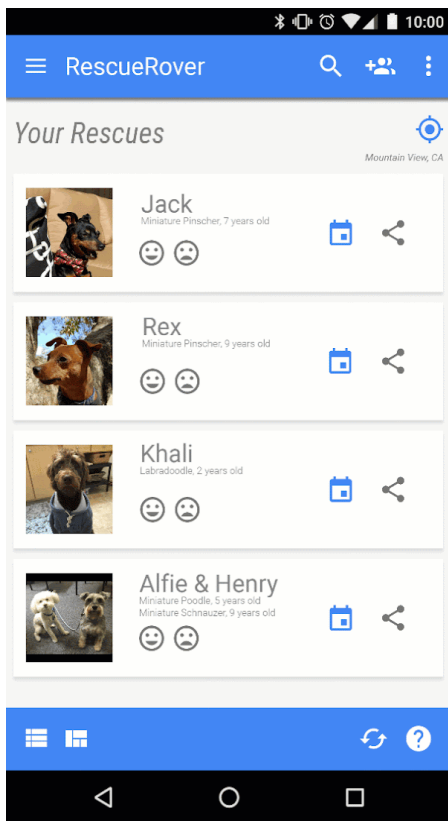 10:00
RescueRover
Your Rescues
Mountain View, CA
Jack
Miniature Pinscher, 7 years old
Rex
Miniature Pinscher, 9 years old
Khali
Labradoodle, 2 years old
Alfie & Henry
Miniature Poodle, 5 years old
Miniature Schnauzer, 9 years old